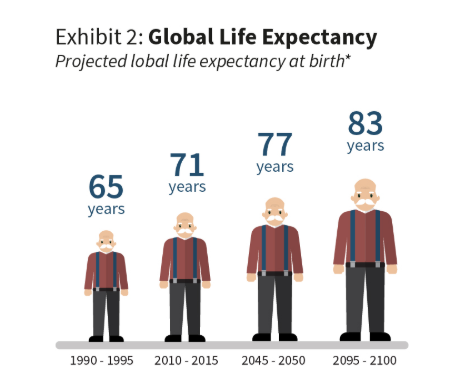 Exhibit 2: Global Life Expectancy
Projected lobal life expectancy at birth*
65
years
71
years
77
years
83
years
1990 - 1995
2010 - 2015
2045 - 2050
2095 - 2100